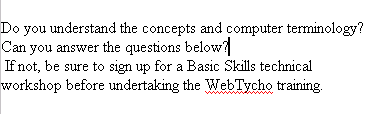 Do you understand the concepts and computer terminology?
Can you answer the questions below?
If not, be sure to sign up for a Basic Skills technical
workshop before undertaking the WebTycho training.